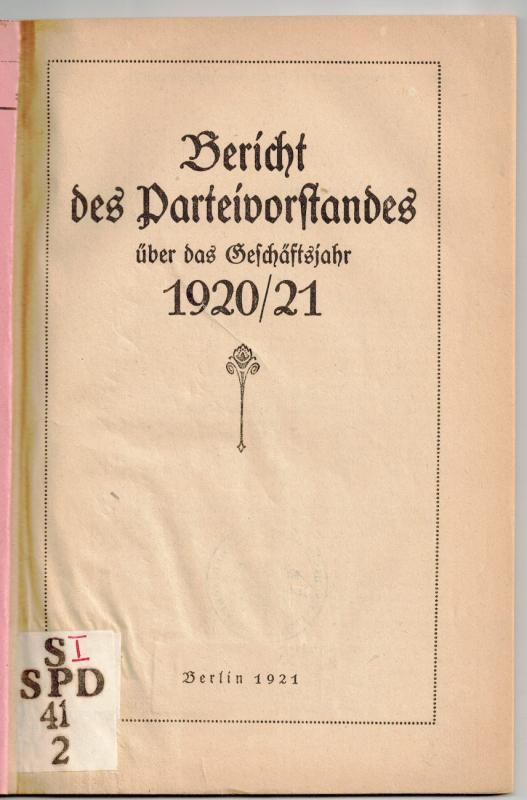 Bericht
des Parteivorstandes
über das Geschäftsjahr
1920/21
Berlin 1921
S I
SPD
41
2